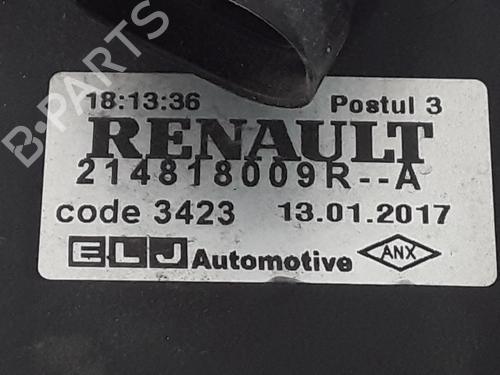 B-PARTS
18:13:36 Postul 3
RENAULT
214818009R--A
code 3423 13.01.2017
ELJ Automotive ANX